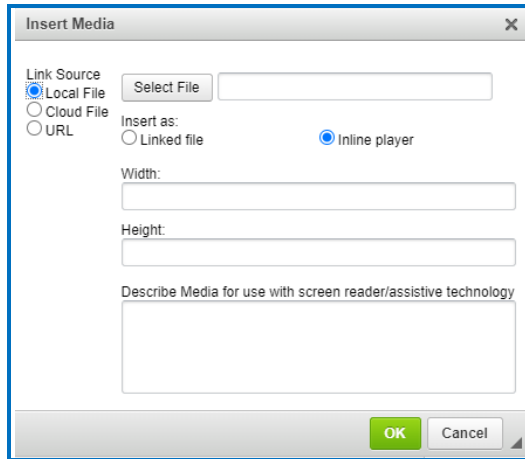 Insert Media
Link Source
Local File
Cloud File
URL
Select File
Insert as:
Linked file
Inline player
Width:
Height:
Describe Media for use with screen reader/assistive technology
OK
Cancel